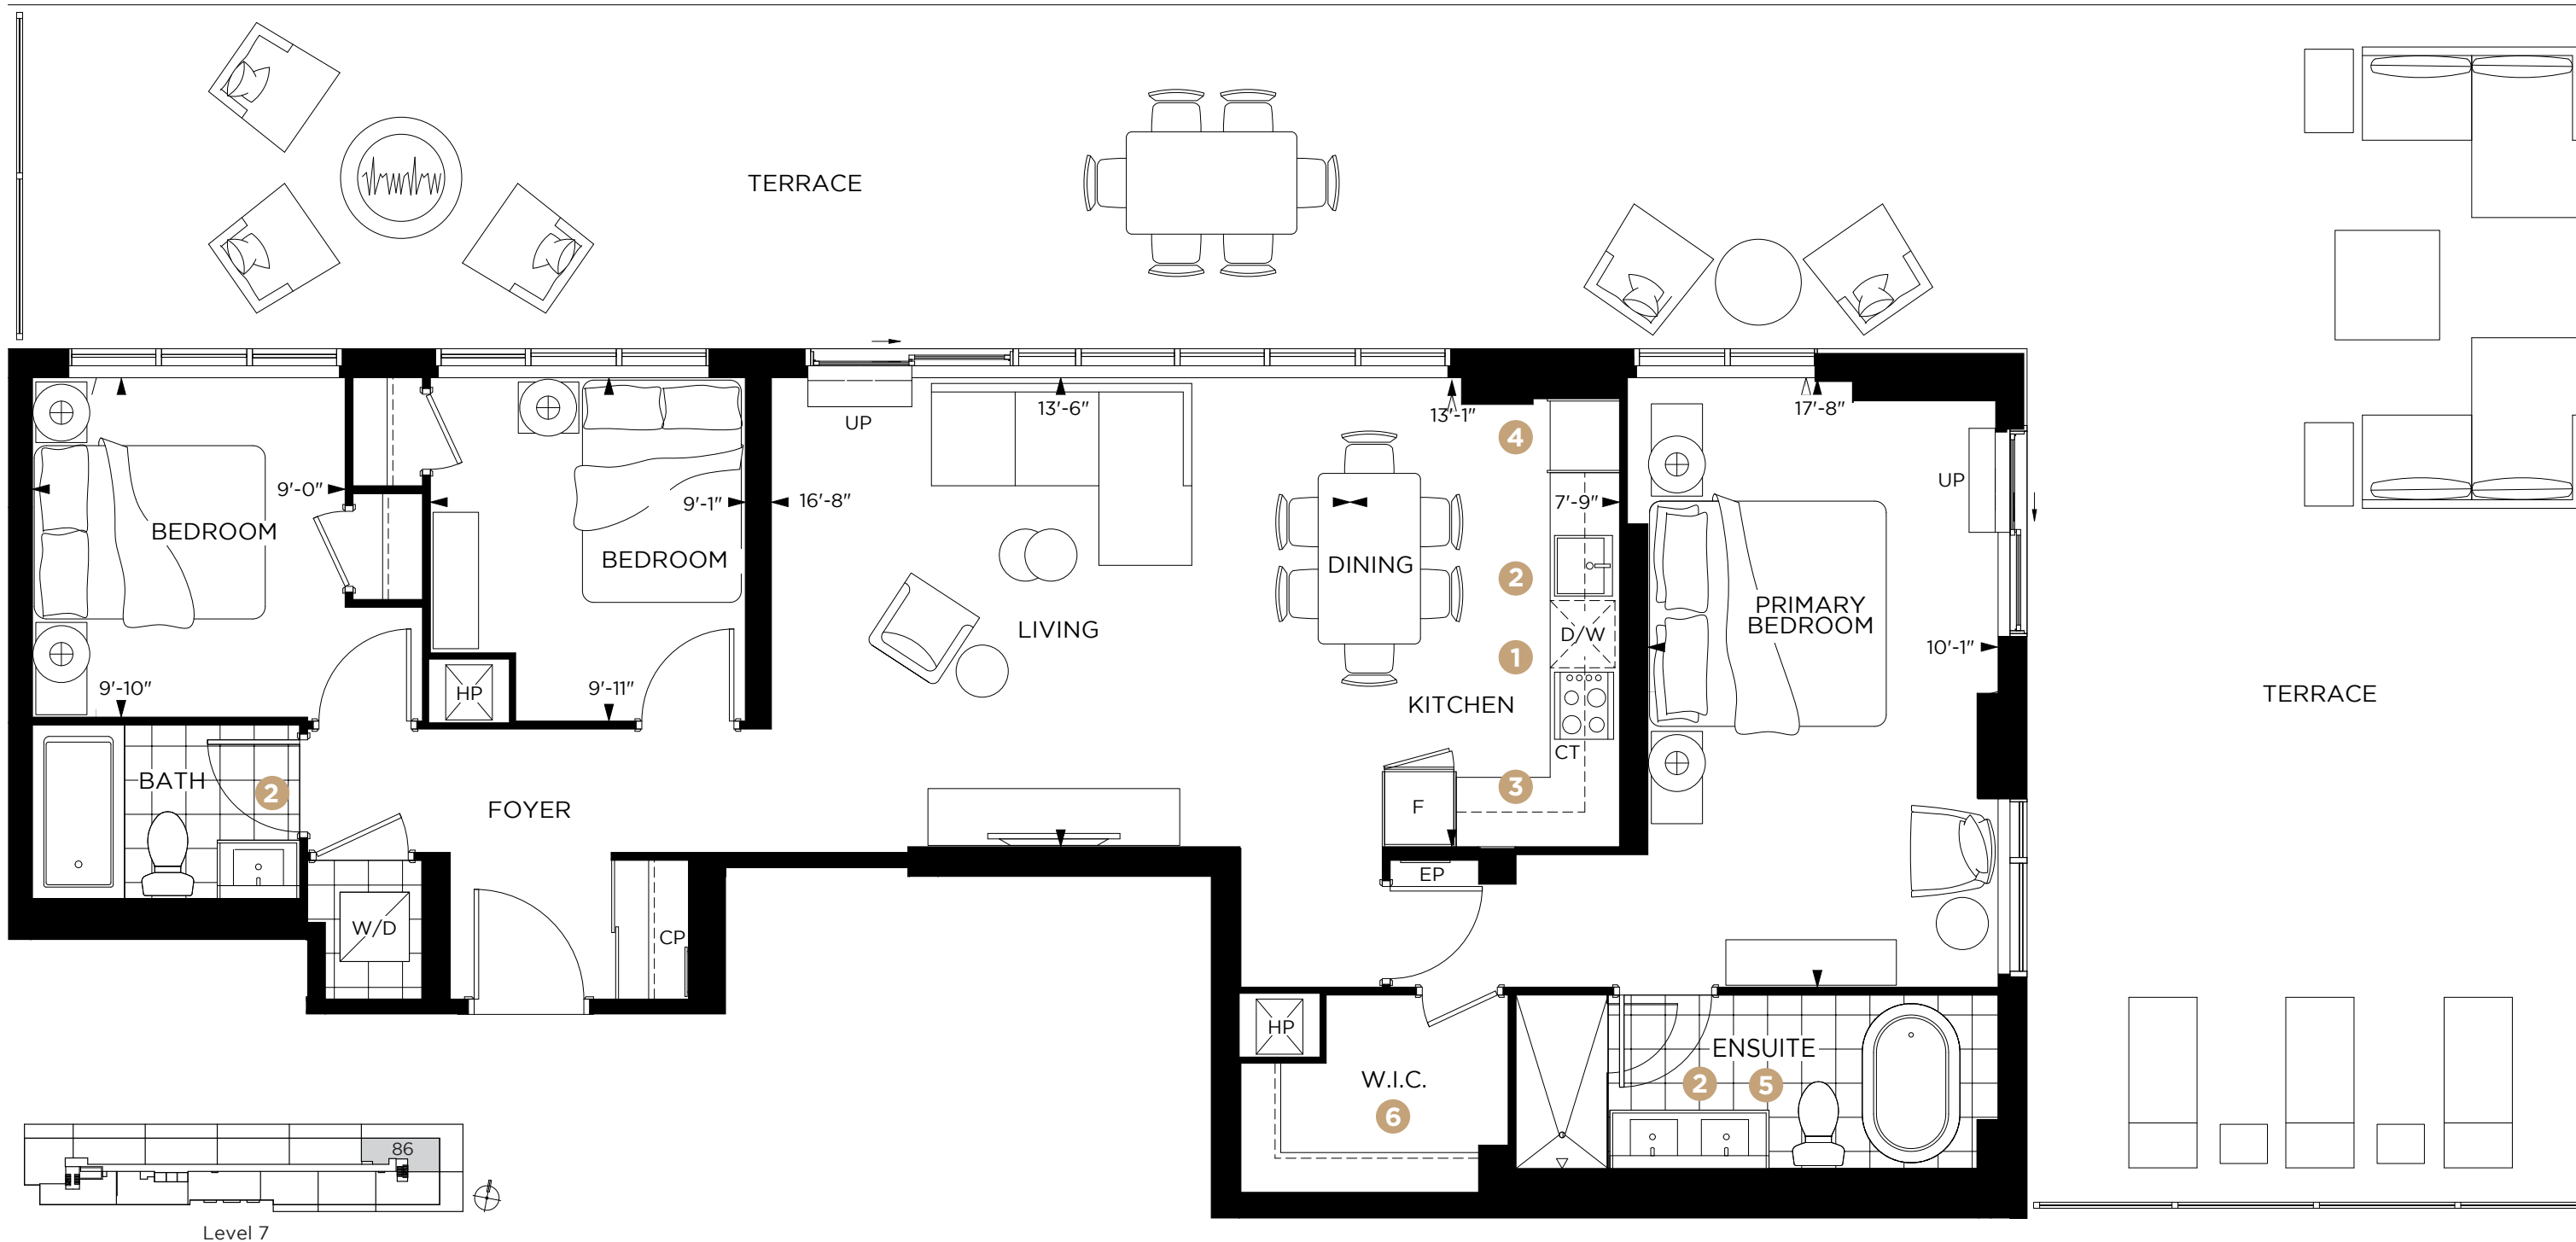 TERRACE
UP
13'-6"
13'-1"
4
17'-8"
UP
9'-0"
BEDROOM
9'-1"
BEDROOM
16'-8"
7'-9"
DINING
2
LIVING
D/W
1
PRIMARY
BEDROOM
10'-1"
9'-10"
HP
9'-11"
KITCHEN
CT
TERRACE
BATH
2
FOYER
F
3
EP
W/D
CP
HP
W.I.C.
6
ENSUITE
2
5
86
Level 7